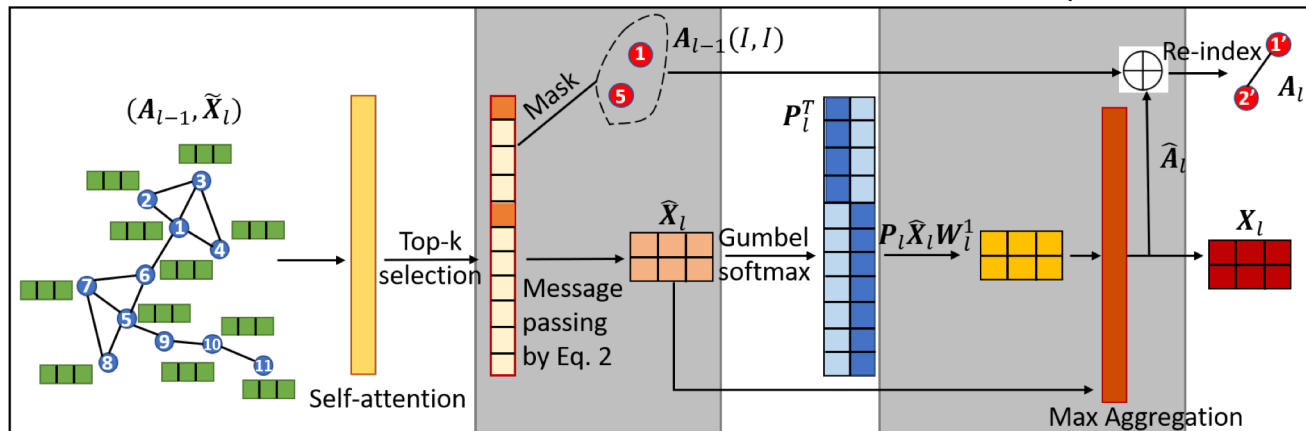 (A_{l-1}, X̃_l)
3
2
1
4
6
7
5
9
10
8
11
Self-attention
Top-k
selection
Mask
1
5
A_{l-1}(I, I)
Message
passing
by Eq. 2
X̂_l
Gumbel
softmax
P_l^T
P_l X̂_l W_l^1
Max Aggregation
Â_l
Re-index
1'
2'
A_l
X_l